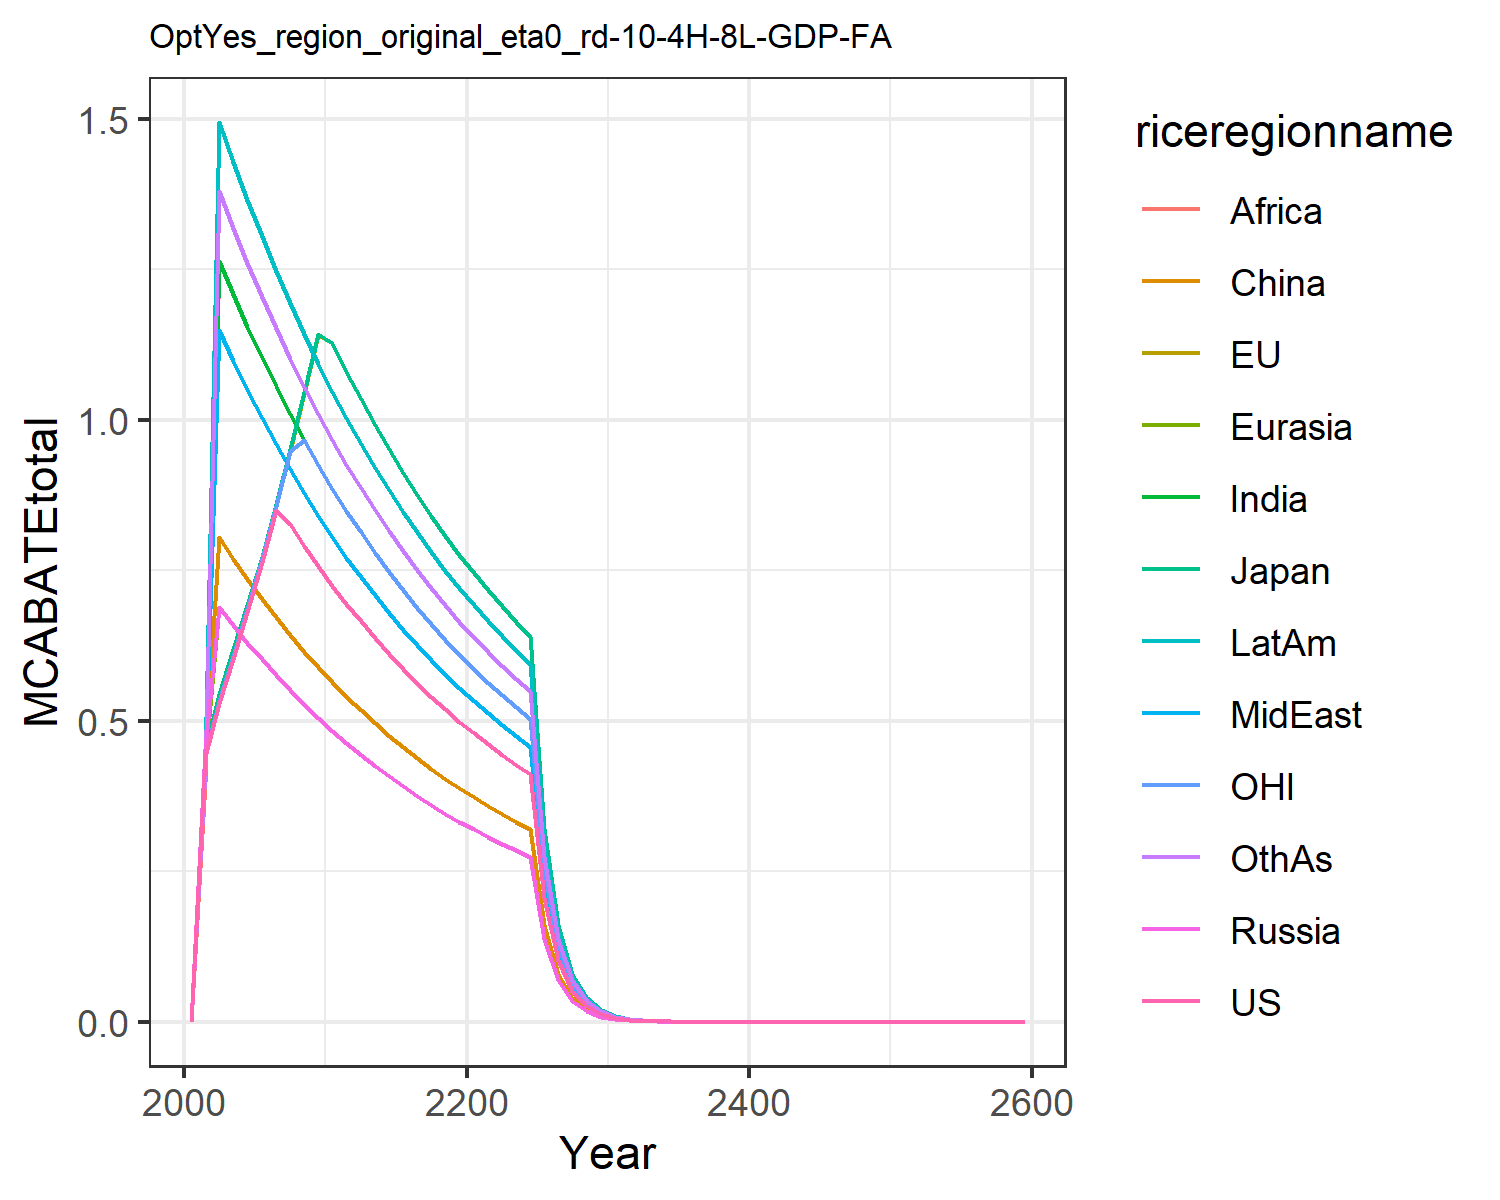 OptYes_region_original_eta0_rd-10-4H-8L-GDP-FA
MCABATEtotal
1.5
1.0
0.5
0.0
2000
2200
2400
2600
Year
riceregionname
Africa
China
EU
Eurasia
India
Japan
LatAm
MidEast
OHI
OthAs
Russia
US